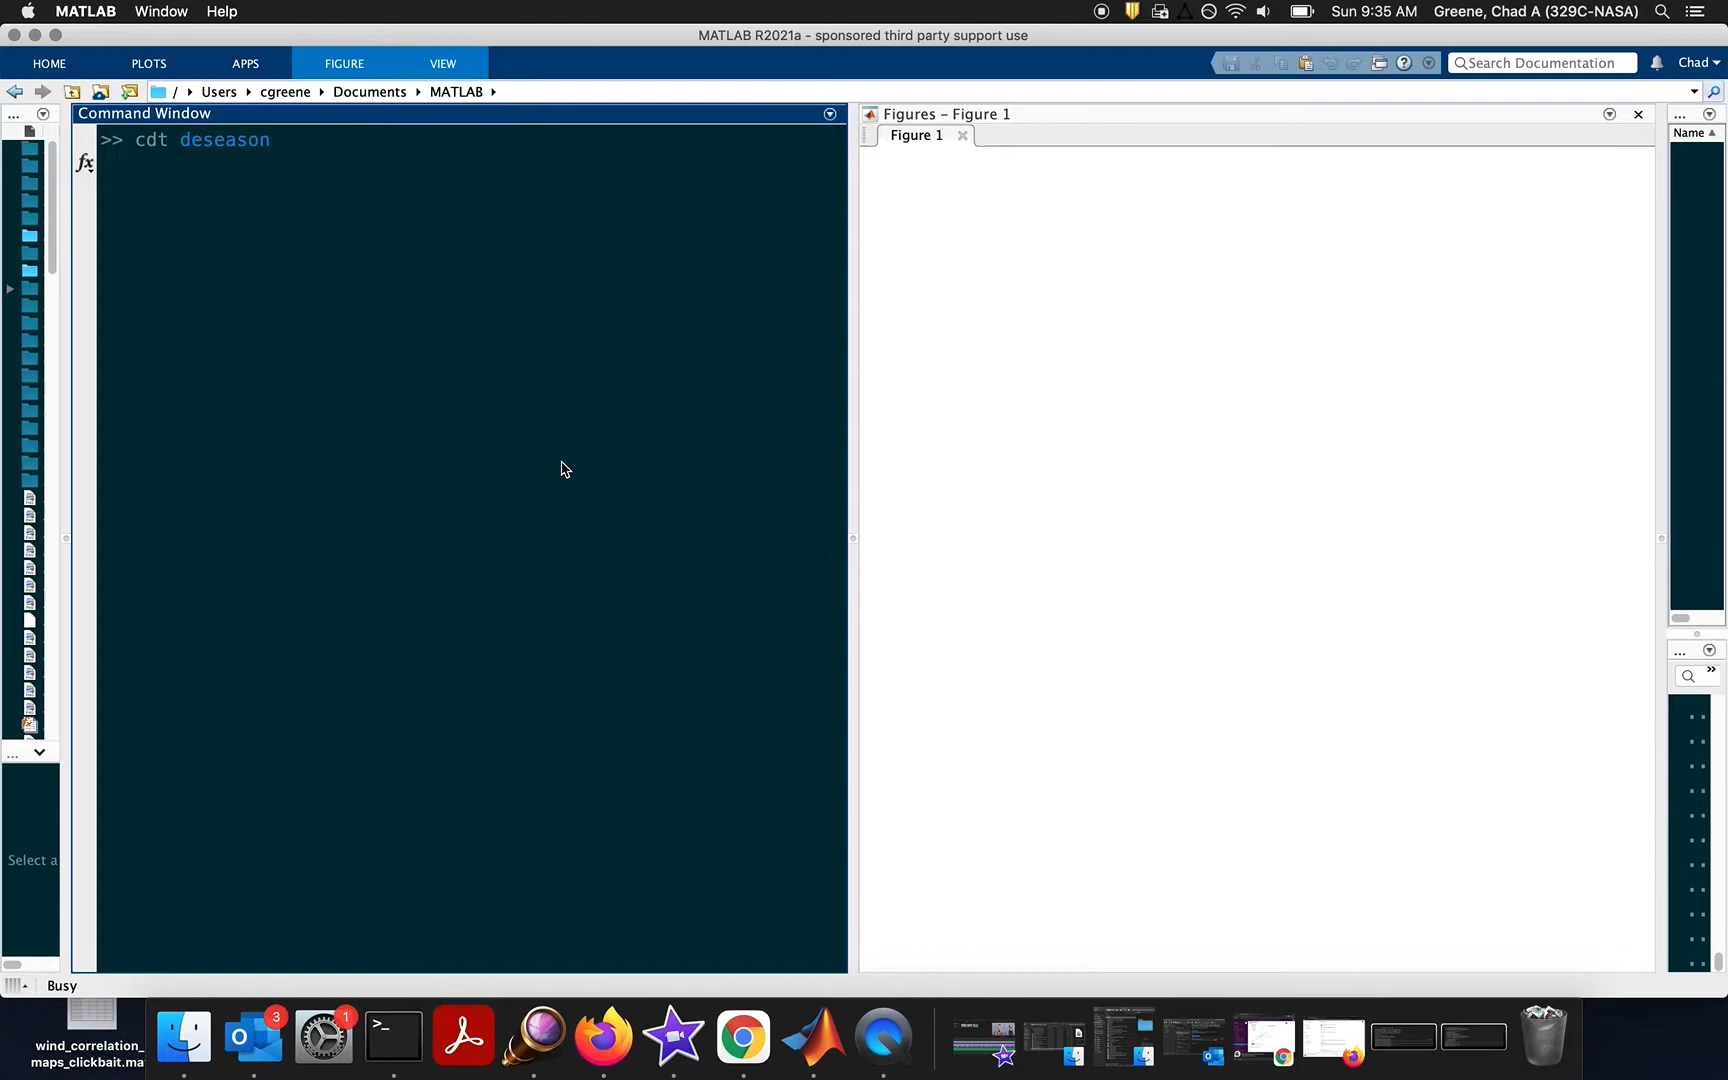 MATLAB Window Help
Sun 9:35 AM Greene, Chad A (329C-NASA)
MATLAB R2021a - sponsored third party support use
HOME PLOTS APPS FIGURE VIEW
Search Documentation
Chad
/ Users cgreene Documents MATLAB
... Command Window
Figures – Figure 1
...
Figure 1
Name
>> cdt deseason
fx
...
...
»
Select a
Busy
3
1
>_
wind_correlation_
maps_clickbait.ma